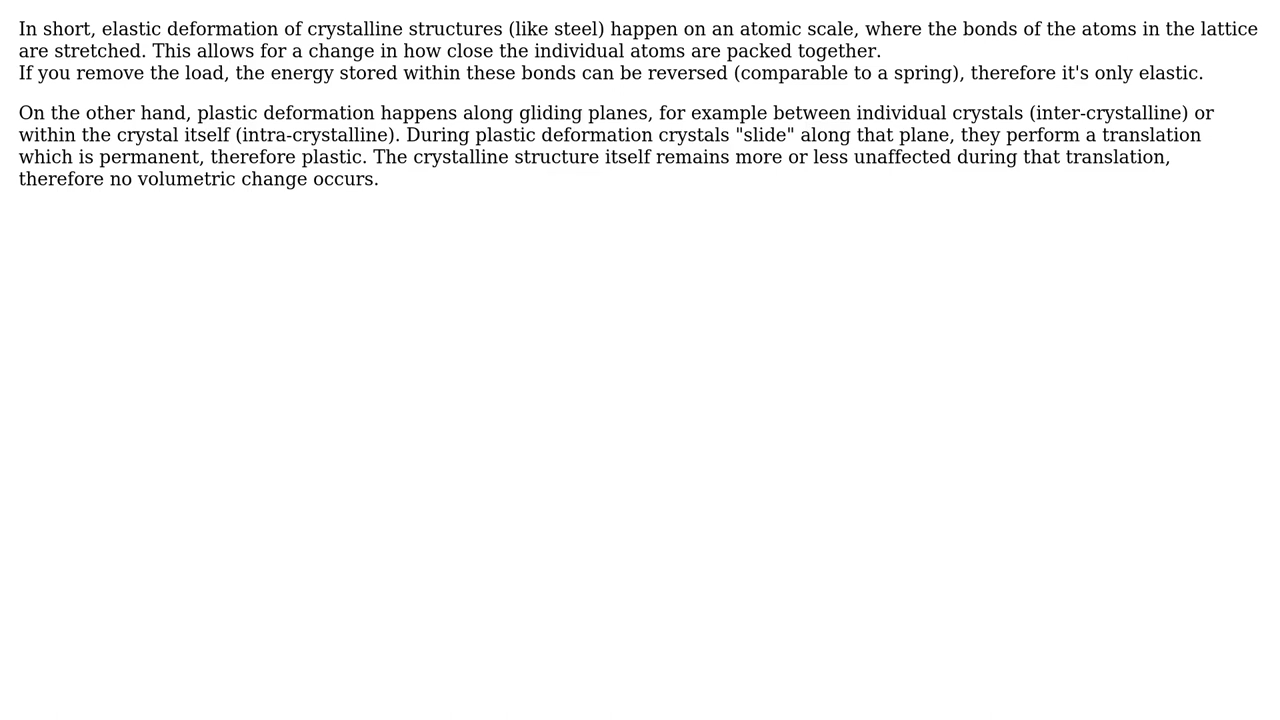 In short, elastic deformation of crystalline structures (like steel) happen on an atomic scale, where the bonds of the atoms in the lattice
are stretched. This allows for a change in how close the individual atoms are packed together.
If you remove the load, the energy stored within these bonds can be reversed (comparable to a spring), therefore it's only elastic.
On the other hand, plastic deformation happens along gliding planes, for example between individual crystals (inter-crystalline) or
within the crystal itself (intra-crystalline). During plastic deformation crystals "slide" along that plane, they perform a translation
which is permanent, therefore plastic. The crystalline structure itself remains more or less unaffected during that translation,
therefore no volumetric change occurs.